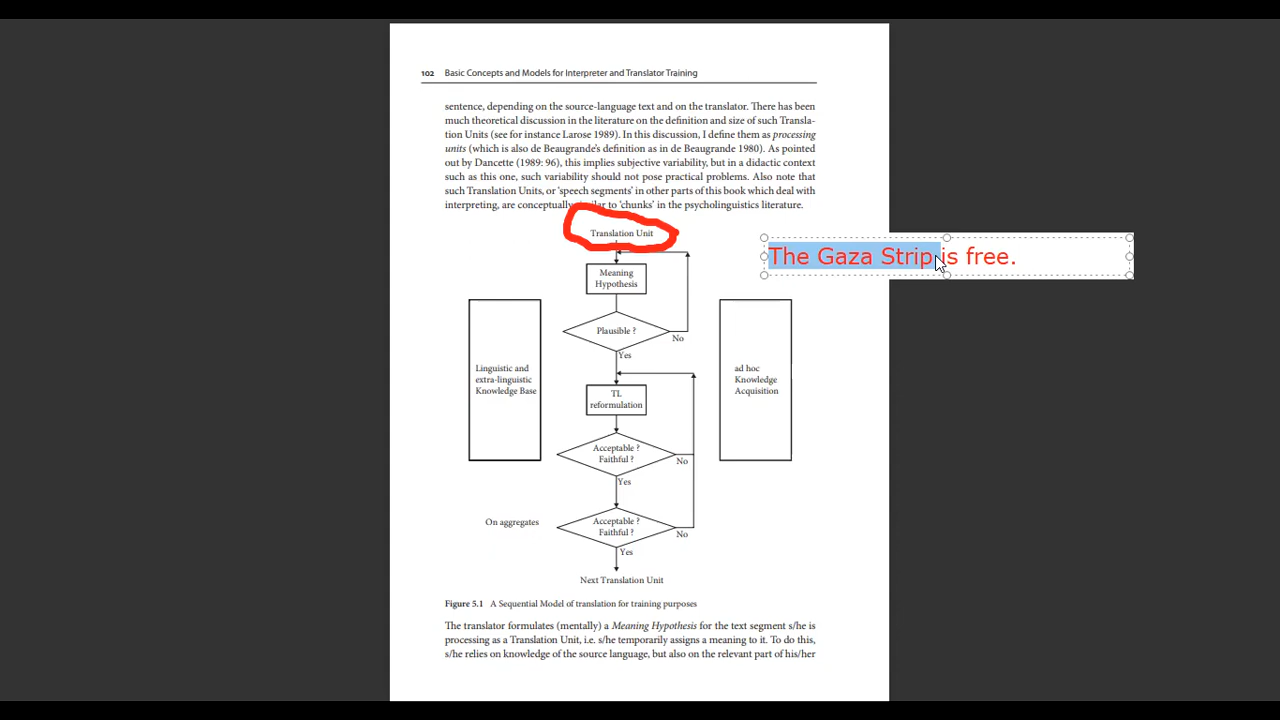 102 Basic Concepts and Models for Interpreter and Translator Training
sentence, depending on the source-language text and on the translator. There has been
much theoretical discussion in the literature on the definition and size of such Transla-
tion Units (see for instance Larose 1989). In this discussion, I define them as processing
units (which is also de Beaugrande's definition as in de Beaugrande 1980). As pointed
out by Dancette (1989: 96), this implies subjective variability, but in a didactic context
such as this one, such variability should not pose practical problems. Also note that
such Translation Units, or 'speech segments' in other parts of this book which deal with
interpreting, are conceptually similar to 'chunks' in the psycholinguistics literature.
Translation Unit
The Gaza Strip is free.
Meaning
Hypothesis
Plausible ?
No
Yes
Linguistic and
extra-linguistic
Knowledge Base
ad hoc
Knowledge
Acquisition
TL
reformulation
Acceptable ?
Faithful ?
No
Yes
On aggregates
Acceptable ?
Faithful ?
No
Yes
Next Translation Unit
Figure 5.1 A Sequential Model of translation for training purposes
The translator formulates (mentally) a Meaning Hypothesis for the text segment s/he is
processing as a Translation Unit, i.e. s/he temporarily assigns a meaning to it. To do this,
s/he relies on knowledge of the source language, but also on the relevant part of his/her